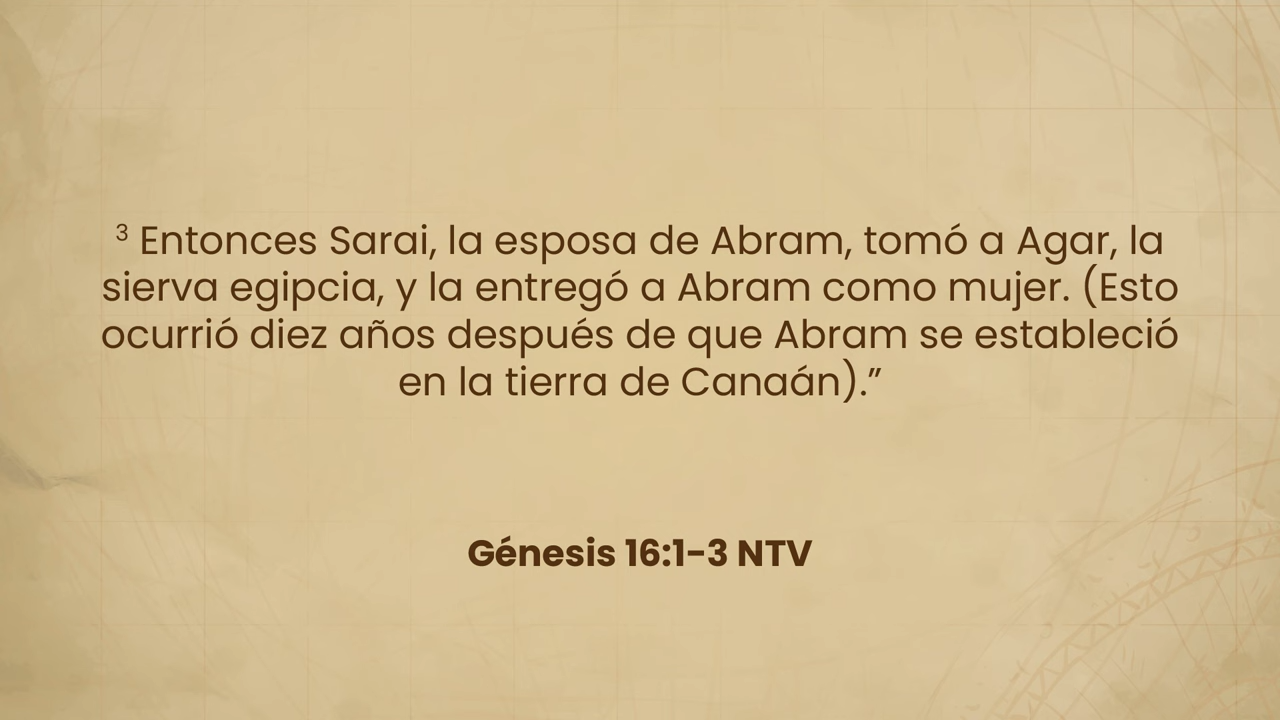 ³ Entonces Sarai, la esposa de Abram, tomó a Agar, la
sierva egipcia, y la entregó a Abram como mujer. (Esto
ocurrió diez años después de que Abram se estableció
en la tierra de Canaán).”
Génesis 16:1-3 NTV